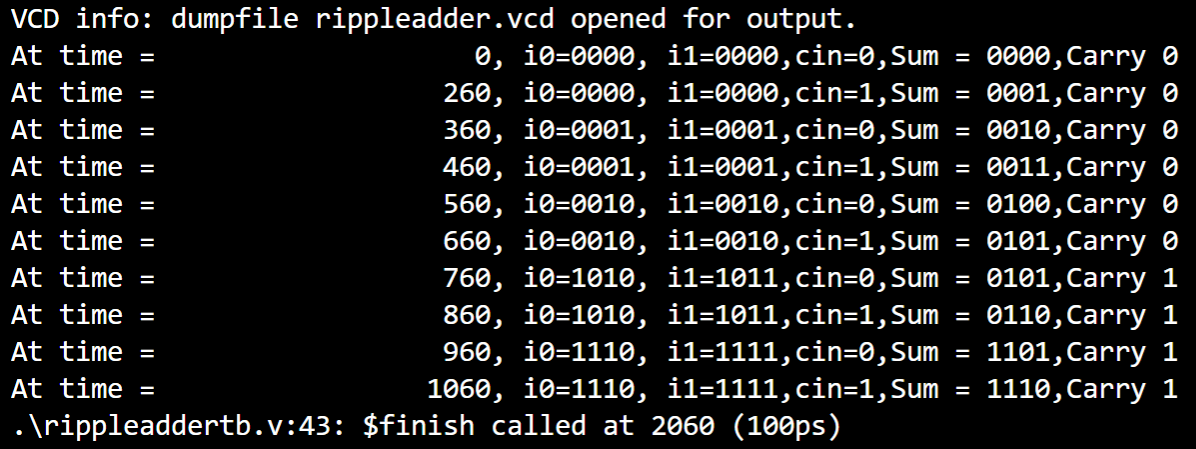 VCD info: dumpfile rippleadder.vcd opened for output.
At time =                    0, i0=0000, i1=0000,cin=0,Sum = 0000,Carry 0
At time =                  260, i0=0000, i1=0000,cin=1,Sum = 0001,Carry 0
At time =                  360, i0=0001, i1=0001,cin=0,Sum = 0010,Carry 0
At time =                  460, i0=0001, i1=0001,cin=1,Sum = 0011,Carry 0
At time =                  560, i0=0010, i1=0010,cin=0,Sum = 0100,Carry 0
At time =                  660, i0=0010, i1=0010,cin=1,Sum = 0101,Carry 0
At time =                  760, i0=1010, i1=1011,cin=0,Sum = 0101,Carry 1
At time =                  860, i0=1010, i1=1011,cin=1,Sum = 0110,Carry 1
At time =                  960, i0=1110, i1=1111,cin=0,Sum = 1101,Carry 1
At time =                 1060, i0=1110, i1=1111,cin=1,Sum = 1110,Carry 1
.\rippleaddertb.v:43: $finish called at 2060 (100ps)